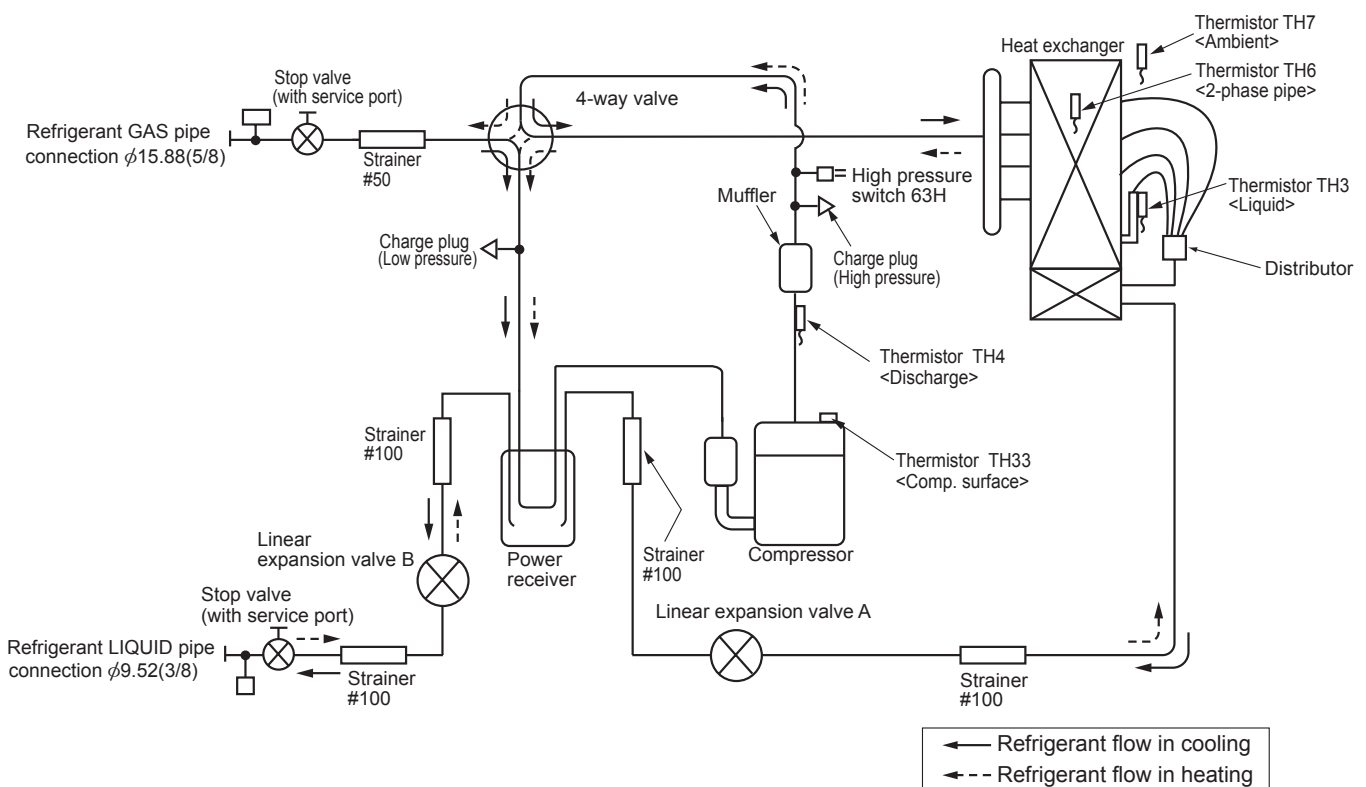 Thermistor TH7
<Ambient>
Heat exchanger
Thermistor TH6
<2-phase pipe>
Stop valve
(with service port)
4-way valve
Refrigerant GAS pipe
connection ϕ15.88(5/8)
Strainer
#50
High pressure
switch 63H
Muffler
Thermistor TH3
<Liquid>
Charge plug
(Low pressure)
Charge plug
(High pressure)
Distributor
Thermistor TH4
<Discharge>
Strainer
#100
Thermistor TH33
<Comp. surface>
Linear
expansion valve B
Power
receiver
Strainer
#100
Compressor
Stop valve
(with service port)
Linear expansion valve A
Refrigerant LIQUID pipe
connection ϕ9.52(3/8)
Strainer
#100
Strainer
#100
Refrigerant flow in cooling
Refrigerant flow in heating